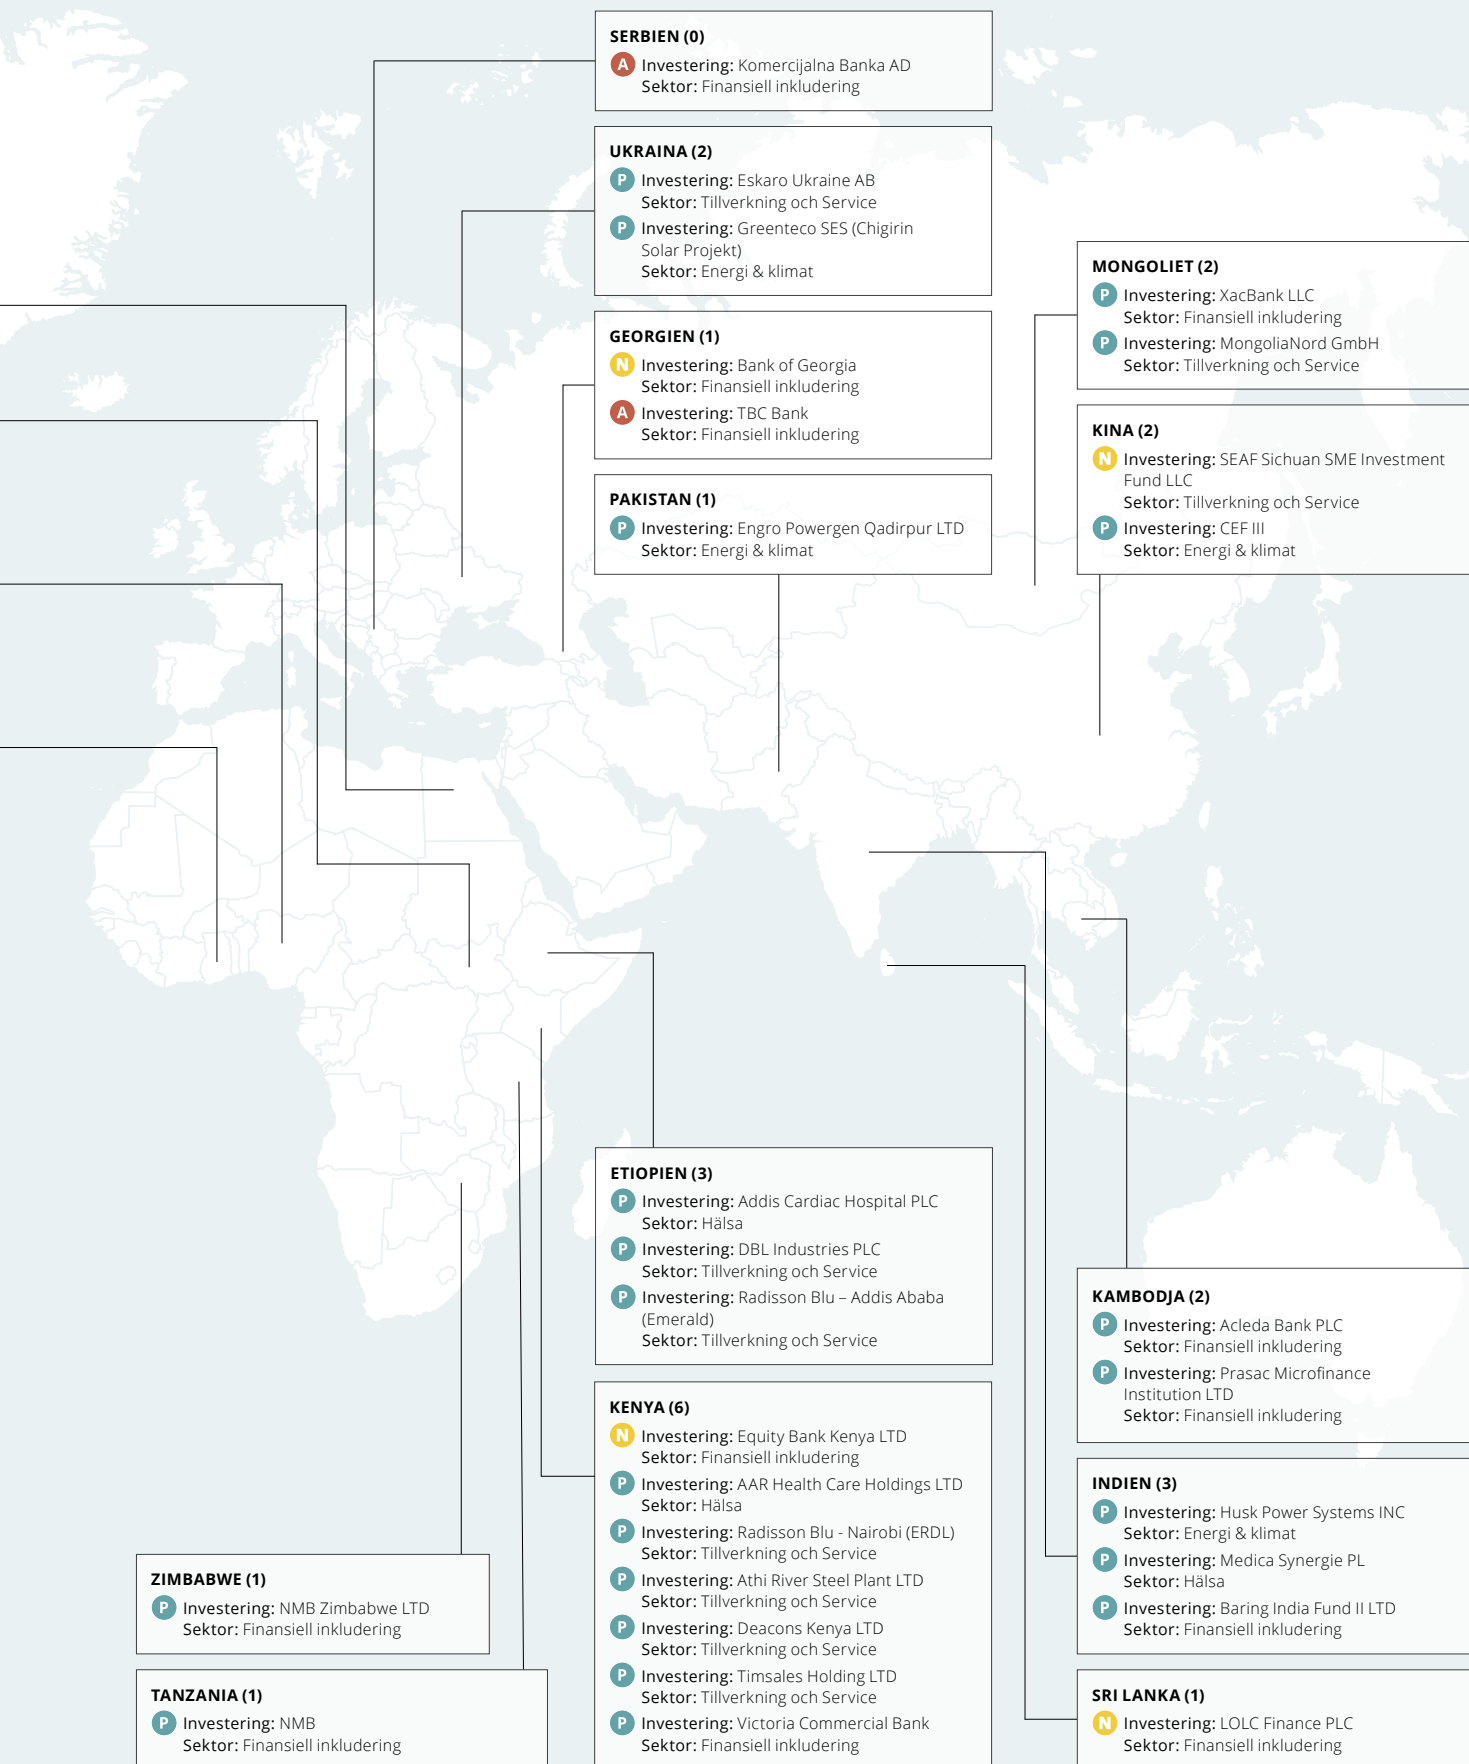 SERBIEN (0)
A Investering: Komercijalna Banka AD
Sektor: Finansiell inkludering
UKRAINA (2)
P Investering: Eskaro Ukraine AB
Sektor: Tillverkning och Service
P Investering: Greenteco SES (Chigirin
Solar Projekt)
Sektor: Energi & klimat
GEORGIEN (1)
N Investering: Bank of Georgia
Sektor: Finansiell inkludering
A Investering: TBC Bank
Sektor: Finansiell inkludering
PAKISTAN (1)
P Investering: Engro Powergen Qadirpur LTD
Sektor: Energi & klimat
MONGOLIET (2)
P Investering: XacBank LLC
Sektor: Finansiell inkludering
P Investering: MongoliaNord GmbH
Sektor: Tillverkning och Service
KINA (2)
N Investering: SEAF Sichuan SME Investment
Fund LLC
Sektor: Tillverkning och Service
P Investering: CEF III
Sektor: Energi & klimat
ETIOPIEN (3)
P Investering: Addis Cardiac Hospital PLC
Sektor: Hälsa
P Investering: DBL Industries PLC
Sektor: Tillverkning och Service
P Investering: Radisson Blu – Addis Ababa
(Emerald)
Sektor: Tillverkning och Service
KENYA (6)
N Investering: Equity Bank Kenya LTD
Sektor: Finansiell inkludering
P Investering: AAR Health Care Holdings LTD
Sektor: Hälsa
P Investering: Radisson Blu - Nairobi (ERDL)
Sektor: Tillverkning och Service
P Investering: Athi River Steel Plant LTD
Sektor: Tillverkning och Service
P Investering: Deacons Kenya LTD
Sektor: Tillverkning och Service
P Investering: Timsales Holding LTD
Sektor: Tillverkning och Service
P Investering: Victoria Commercial Bank
Sektor: Finansiell inkludering
KAMBODJA (2)
P Investering: Acleda Bank PLC
Sektor: Finansiell inkludering
P Investering: Prasac Microfinance
Institution LTD
Sektor: Finansiell inkludering
INDIEN (3)
P Investering: Husk Power Systems INC
Sektor: Energi & klimat
P Investering: Medica Synergie PL
Sektor: Hälsa
P Investering: Baring India Fund II LTD
Sektor: Finansiell inkludering
SRI LANKA (1)
N Investering: LOLC Finance PLC
Sektor: Finansiell inkludering
ZIMBABWE (1)
P Investering: NMB Zimbabwe LTD
Sektor: Finansiell inkludering
TANZANIA (1)
P Investering: NMB
Sektor: Finansiell inkludering